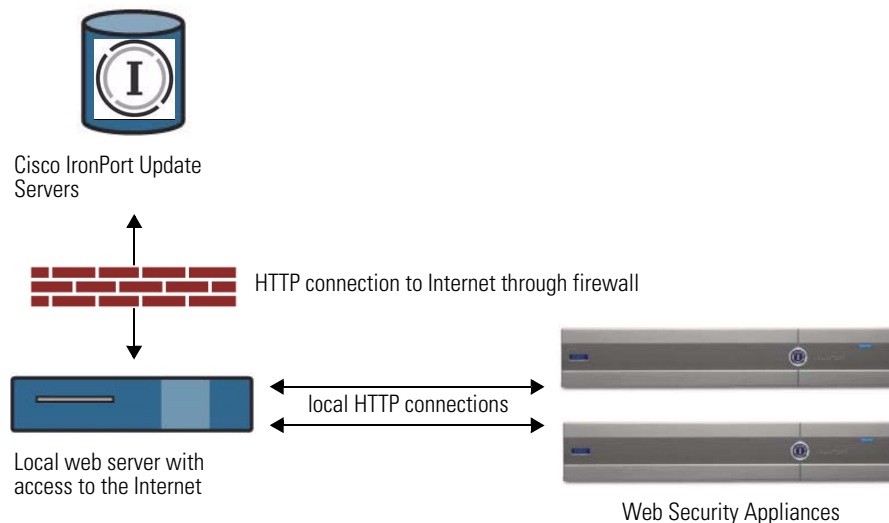 I
Cisco IronPort Update
Servers
HTTP connection to Internet through firewall
local HTTP connections
Local web server with
access to the Internet
Web Security Appliances